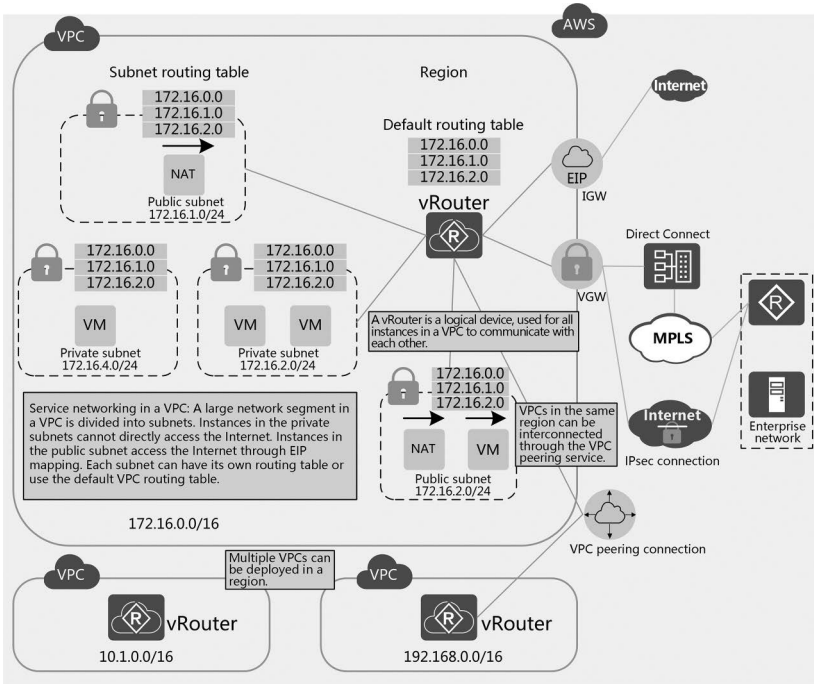 AWS
VPC
Subnet routing table
Region
172.16.0.0
172.16.1.0
172.16.2.0
NAT
Public subnet
172.16.1.0/24
Default routing table
172.16.0.0
172.16.1.0
172.16.2.0
vRouter
R
EIP
IGW
Internet
VGW
Direct Connect
MPLS
R
Internet
IPsec connection
Enterprise
network
172.16.0.0
172.16.1.0
172.16.2.0
VM
Private subnet
172.16.4.0/24
172.16.0.0
172.16.1.0
172.16.2.0
VM
VM
Private subnet
172.16.2.0/24
A vRouter is a logical device, used for all
instances in a VPC to communicate with
each other.
Service networking in a VPC: A large network segment in
a VPC is divided into subnets. Instances in the private
subnets cannot directly access the Internet. Instances in
the public subnet access the Internet through EIP
mapping. Each subnet can have its own routing table or
use the default VPC routing table.
172.16.0.0
172.16.1.0
172.16.2.0
NAT
VM
Public subnet
172.16.2.0/24
VPCs in the same
region can be
interconnected
through the VPC
peering service.
172.16.0.0/16
VPC peering connection
Multiple VPCs can
be deployed in a
region.
VPC
R
vRouter
10.1.0.0/16
VPC
R
vRouter
192.168.0.0/16